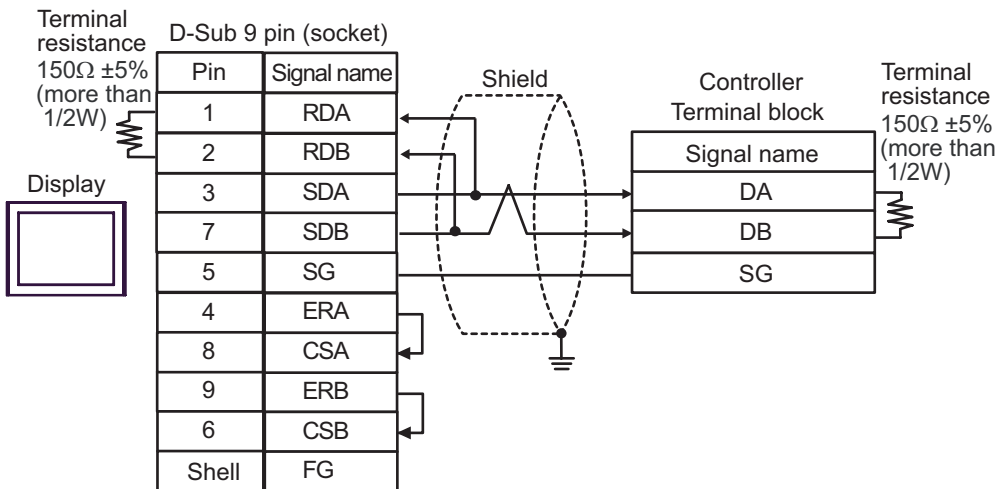 Terminal
resistance
150Ω ±5%
(more than
1/2W)
D-Sub 9 pin (socket)
Pin Signal name
1 RDA
2 RDB
3 SDA
7 SDB
5 SG
4 ERA
8 CSA
9 ERB
6 CSB
Shell FG
Display
Shield
Controller
Terminal block
Signal name
DA
DB
SG
Terminal
resistance
150Ω ±5%
(more than
1/2W)